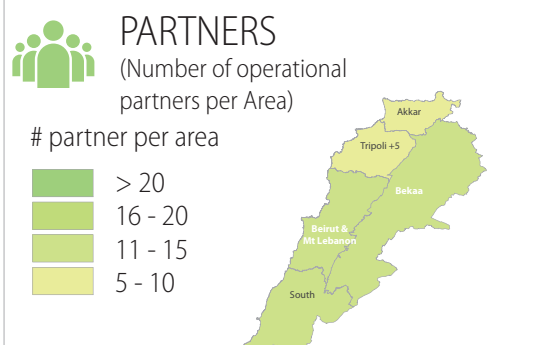 PARTNERS
(Number of operational
partners per Area)
# partner per area
> 20
16 - 20
11 - 15
5 - 10
Akkar
Tripoli +5
Bekaa
Beirut &
Mt Lebanon
South